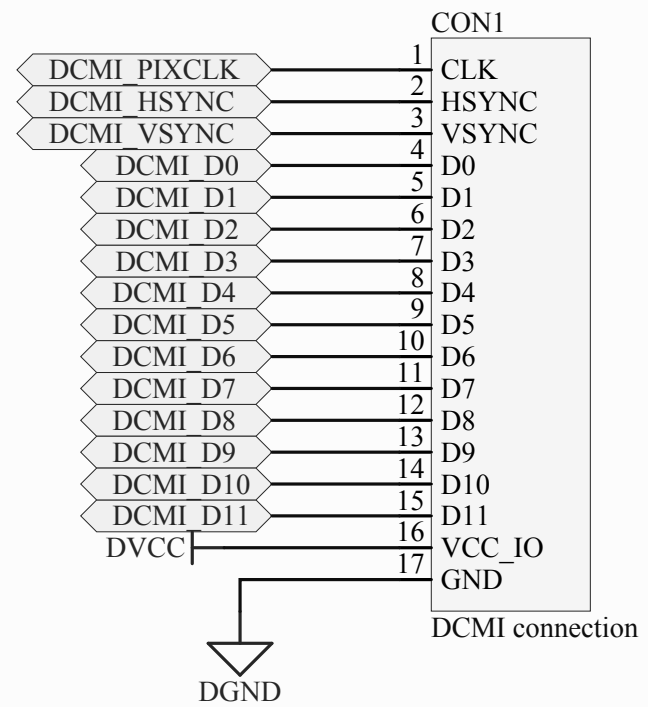 CON1
DCMI_PIXCLK 1 CLK
DCMI_HSYNC 2 HSYNC
DCMI_VSYNC 3 VSYNC
DCMI_D0 4 D0
DCMI_D1 5 D1
DCMI_D2 6 D2
DCMI_D3 7 D3
DCMI_D4 8 D4
DCMI_D5 9 D5
DCMI_D6 10 D6
DCMI_D7 11 D7
DCMI_D8 12 D8
DCMI_D9 13 D9
DCMI_D10 14 D10
DCMI_D11 15 D11
DVCC 16 VCC_IO
17 GND
DCMI connection
DGND